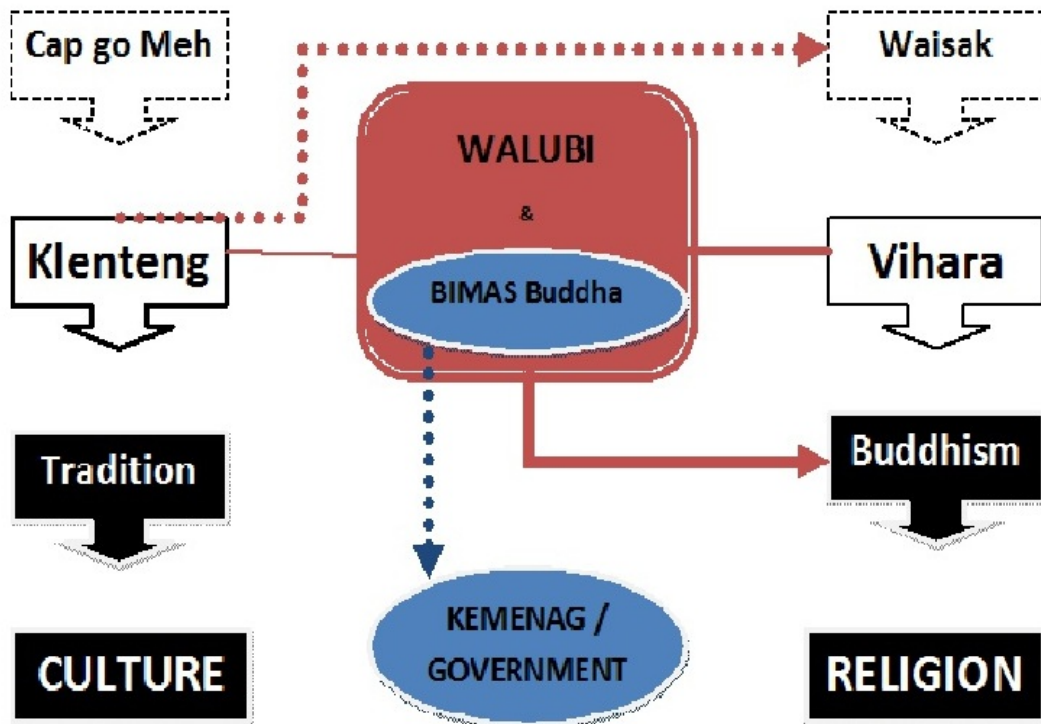 Cap go Meh
Waisak
WALUBI
&
Klenteng
BIMAS Buddha
Vihara
Tradition
Buddhism
CULTURE
KEMENAG /
GOVERNMENT
RELIGION